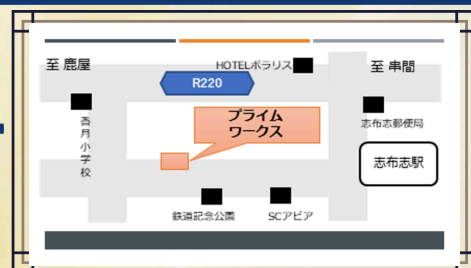 至 鹿屋
HOTELポラリス
至 串間
R220
プライム
ワークス
香月小学校
志布志郵便局
志布志駅
鉄道記念公園
SCアピア